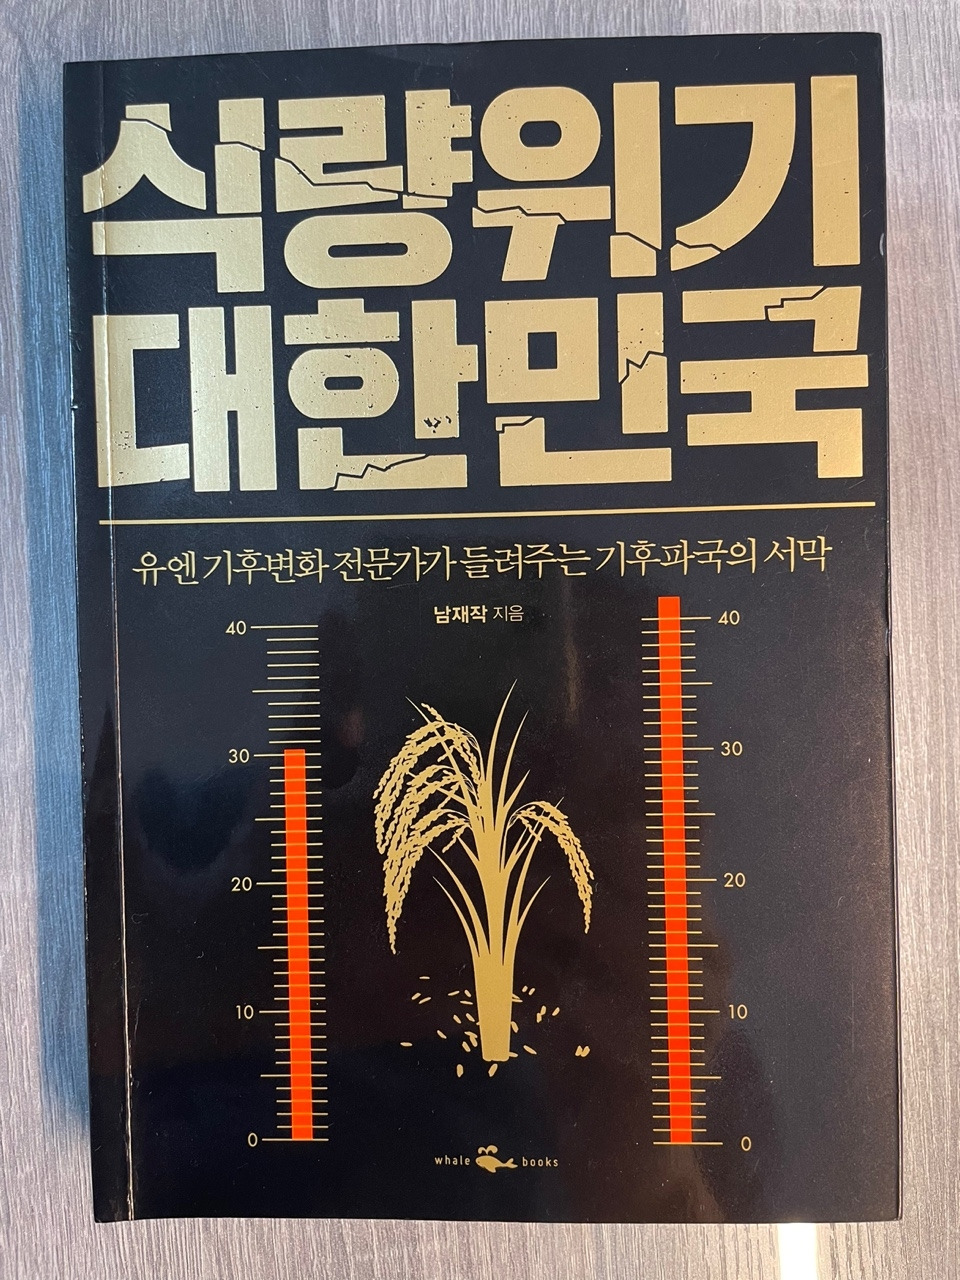 식량위기
대한민국
유엔 기후변화 전문가가 들려주는 기후파국의 서막
남재작 지음
40
30
20
10
0
40
30
20
10
0
whale books